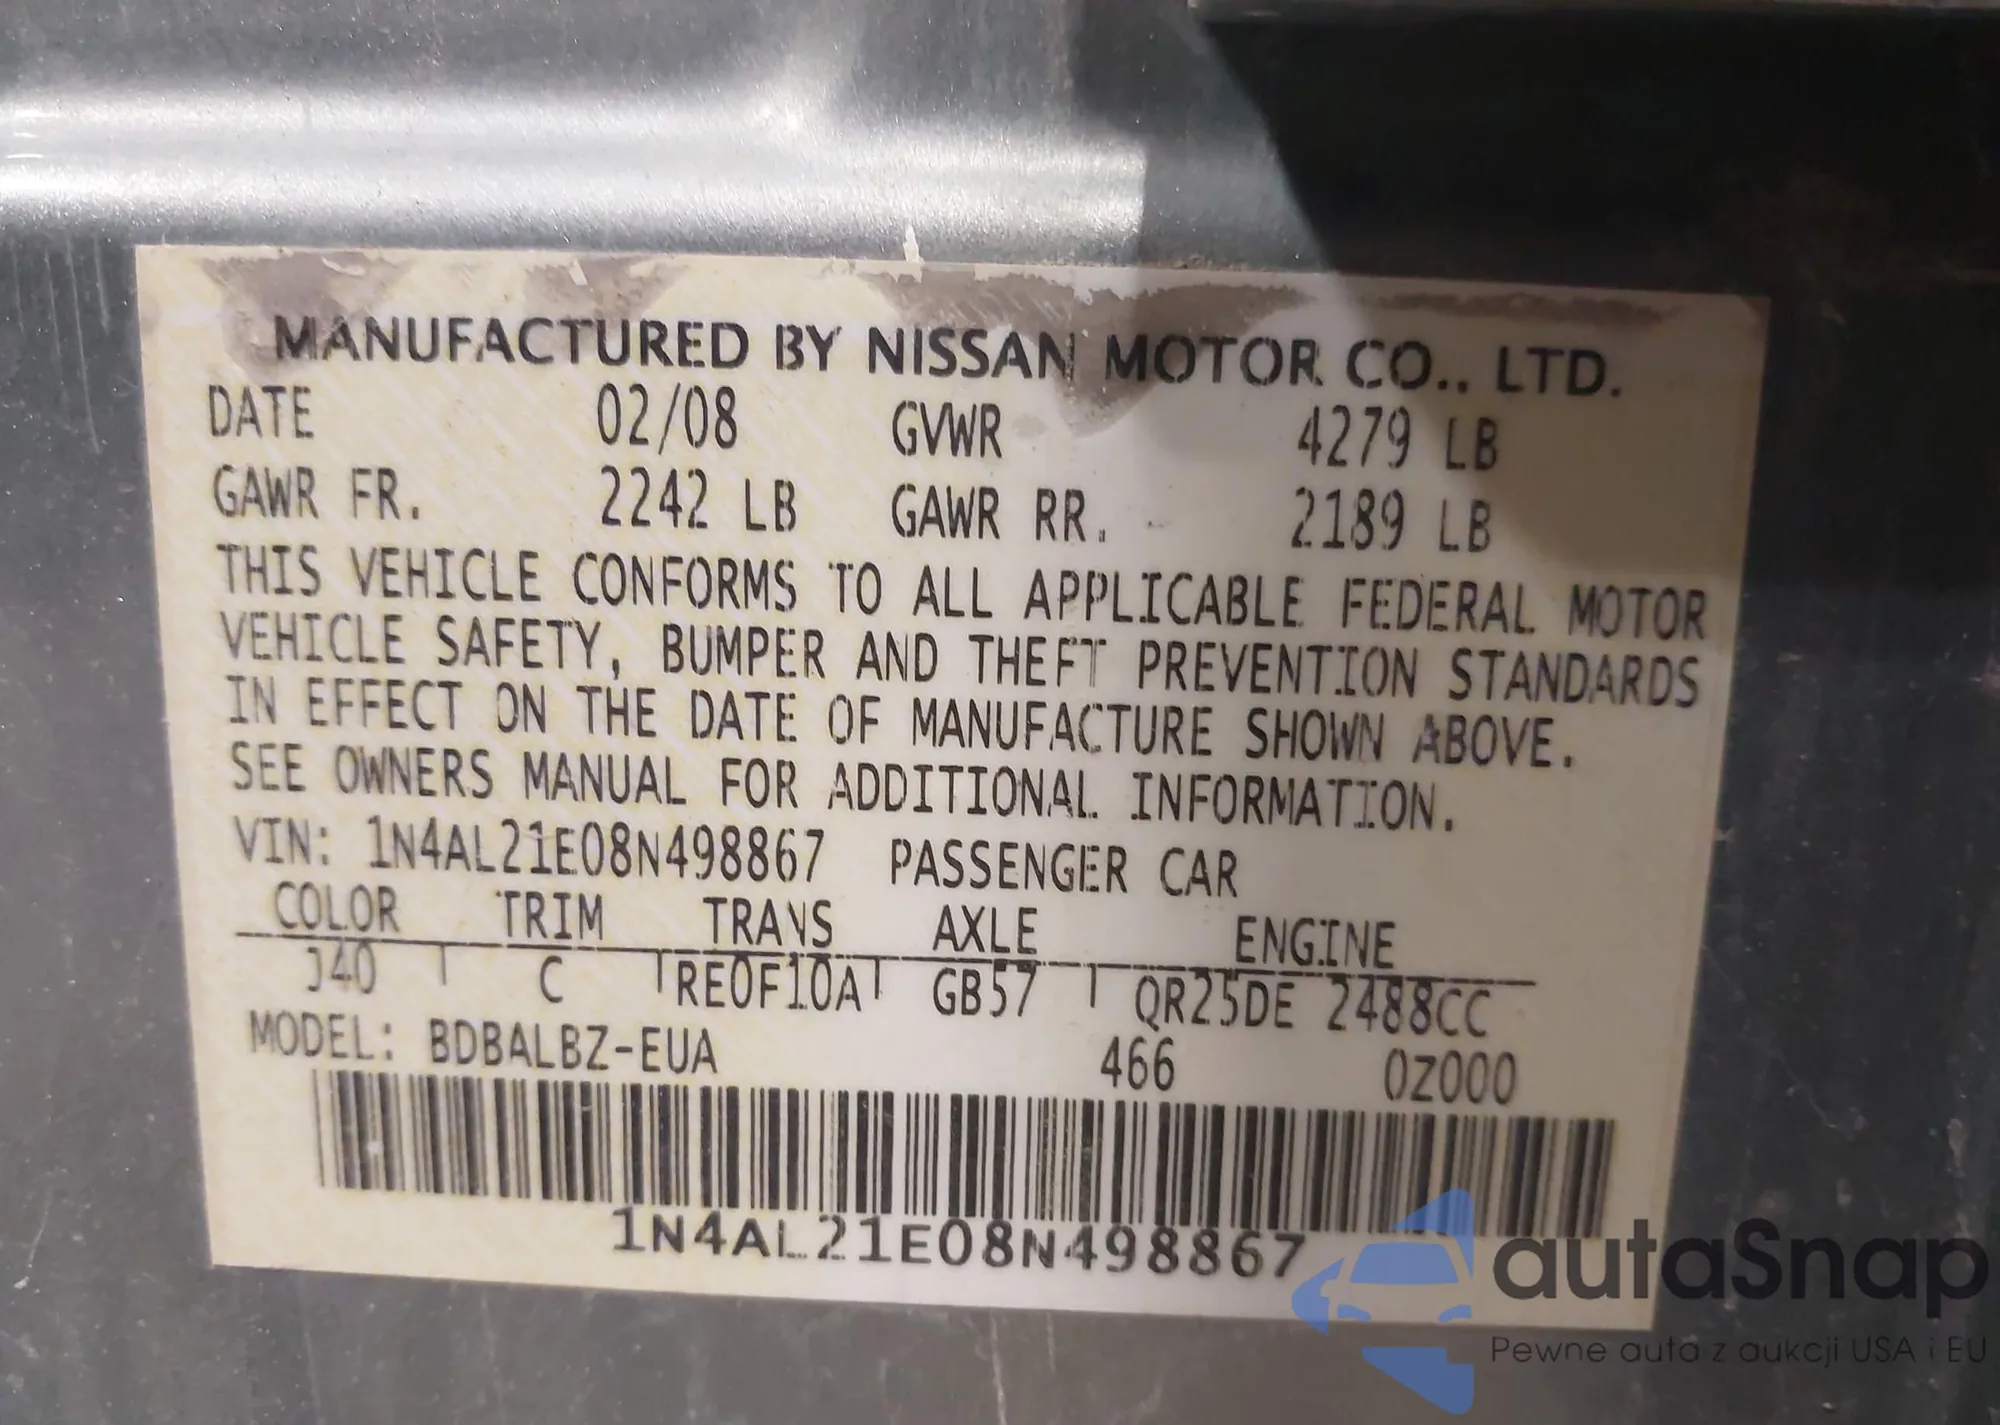 MANUFACTURED BY NISSAN MOTOR CO., LTD.
DATE 02/08 GVWR 4279 LB
GAWR FR. 2242 LB GAWR RR. 2189 LB
THIS VEHICLE CONFORMS TO ALL APPLICABLE FEDERAL MOTOR
VEHICLE SAFETY, BUMPER AND THEFT PREVENTION STANDARDS
IN EFFECT ON THE DATE OF MANUFACTURE SHOWN ABOVE.
SEE OWNERS MANUAL FOR ADDITIONAL INFORMATION.
VIN: 1N4AL21E08N498867 PASSENGER CAR
COLOR TRIM TRANS AXLE ENGINE
J40 C RE0F10A GB57 QR25DE 2488CC
MODEL: BDBALBZ-EUA 466 0Z000
1N4AL21E08N498867
autaSnap
Pewne auta z aukcji USA i EU